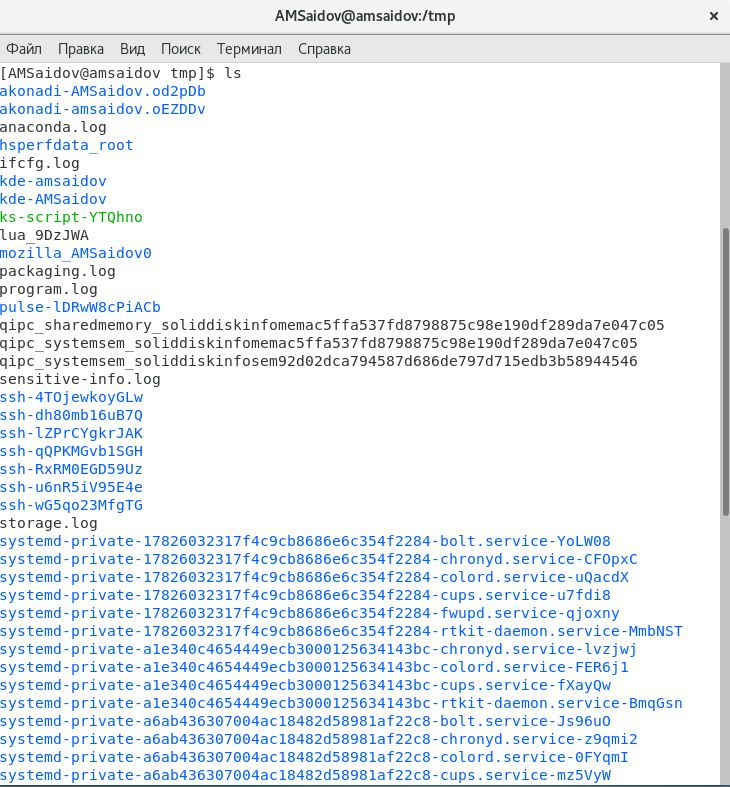 AMSaidov@amsaidov:/tmp
Файл Правка Вид Поиск Терминал Справка
[AMSaidov@amsaidov tmp]$ ls
akonadi-AMSaidov.od2pDb
akonadi-amsaidov.oEZDDv
anaconda.log
hsperfdata_root
ifcfg.log
kde-amsaidov
kde-AMSaidov
ks-script-YTQhno
lua_9DzJWA
mozilla_AMSaidov0
packaging.log
program.log
pulse-lDRwW8cPiACb
qipc_sharedmemory_soliddiskinfomemac5ffa537fd8798875c98e190df289da7e047c05
qipc_systemsem_soliddiskinfomemac5ffa537fd8798875c98e190df289da7e047c05
qipc_systemsem_soliddiskinfosem92d02dca794587d686de797d715edb3b58944546
sensitive-info.log
ssh-4TOjewkoyGLw
ssh-dh80mb16uB7Q
ssh-lZPrCYgkrJAK
ssh-qQPKMGvb1SGH
ssh-RxRM0EGD59Uz
ssh-u6nR5iV95E4e
ssh-wG5qo23MfgTG
storage.log
systemd-private-17826032317f4c9cb8686e6c354f2284-bolt.service-YoLW08
systemd-private-17826032317f4c9cb8686e6c354f2284-chronyd.service-CFOpxC
systemd-private-17826032317f4c9cb8686e6c354f2284-colord.service-uQacdX
systemd-private-17826032317f4c9cb8686e6c354f2284-cups.service-u7fdi8
systemd-private-17826032317f4c9cb8686e6c354f2284-fwupd.service-qjoxny
systemd-private-17826032317f4c9cb8686e6c354f2284-rtkit-daemon.service-MmbNST
systemd-private-a1e340c4654449ecb3000125634143bc-chronyd.service-lvzjwj
systemd-private-a1e340c4654449ecb3000125634143bc-colord.service-FER6j1
systemd-private-a1e340c4654449ecb3000125634143bc-cups.service-fXayQw
systemd-private-a1e340c4654449ecb3000125634143bc-rtkit-daemon.service-BmqGsn
systemd-private-a6ab436307004ac18482d58981af22c8-bolt.service-Js96uO
systemd-private-a6ab436307004ac18482d58981af22c8-chronyd.service-z9qmi2
systemd-private-a6ab436307004ac18482d58981af22c8-colord.service-0FYqmI
systemd-private-a6ab436307004ac18482d58981af22c8-cups.service-mz5VyW